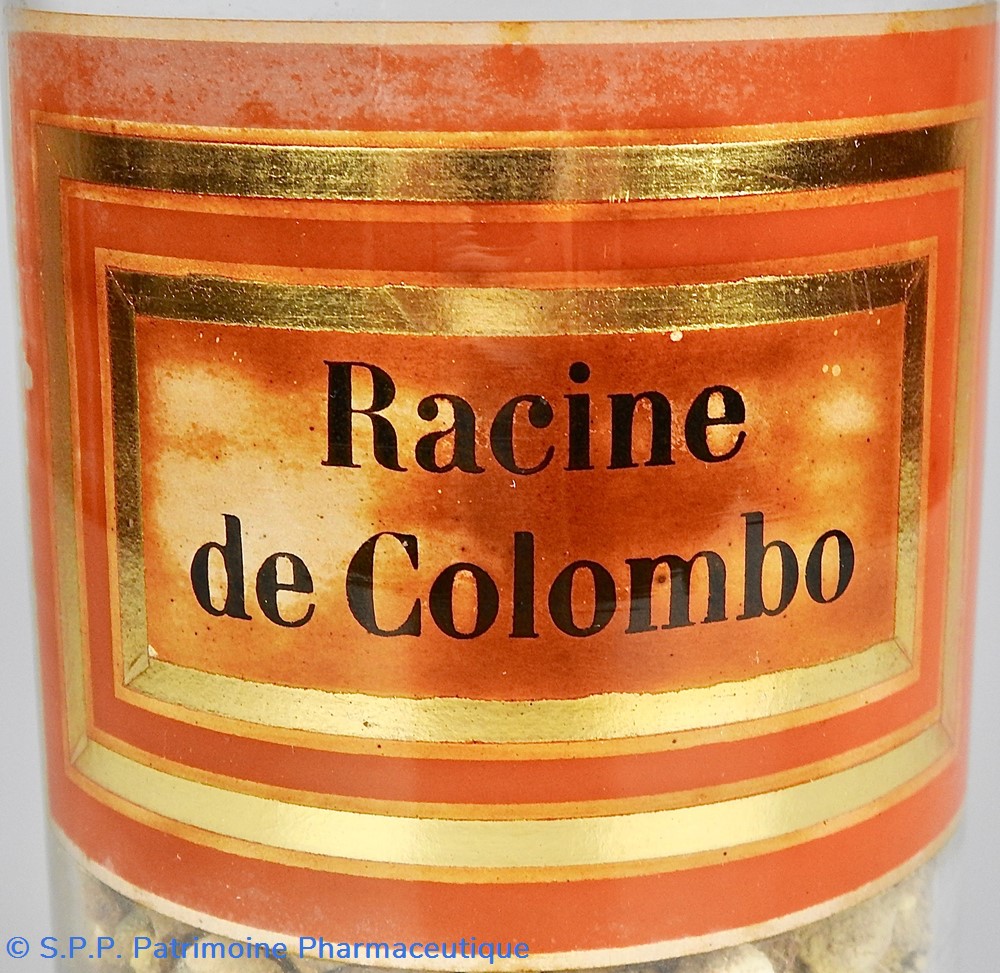 Racine
de Colombo
© S.P.P. Patrimoine Pharmaceutique